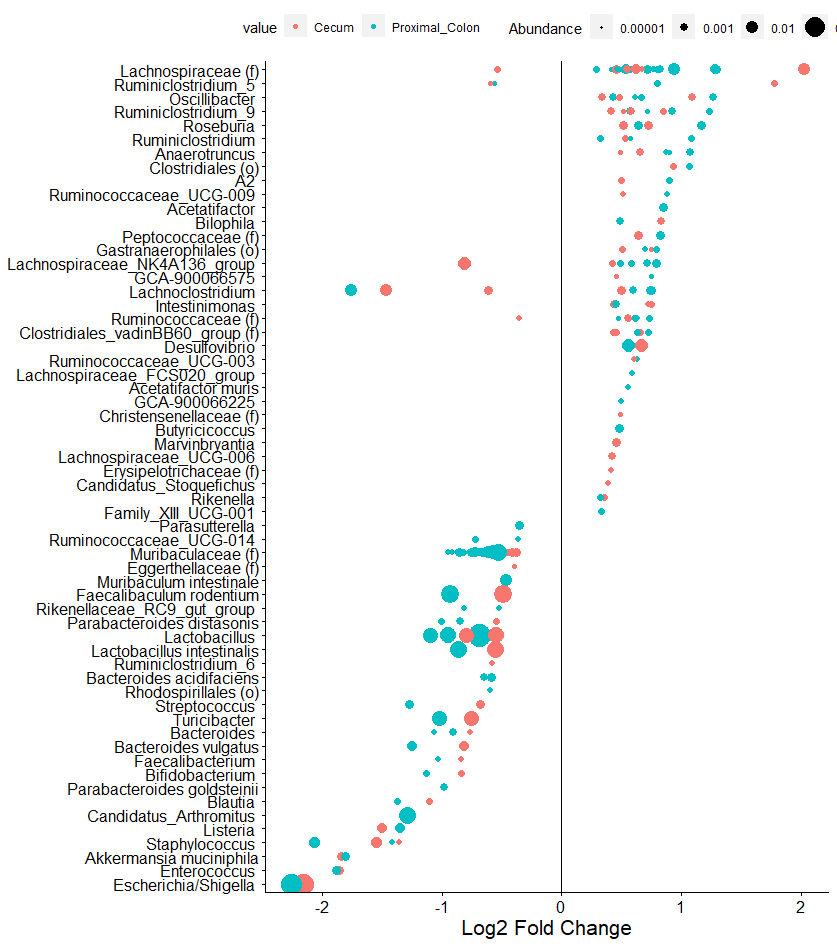 value Cecum Proximal_Colon Abundance 0.00001 0.001 0.01
Lachnospiraceae (f)
Ruminiclostridium_5
Oscillibacter
Ruminiclostridium_9
Roseburia
Ruminiclostridium
Anaerotruncus
Clostridiales (o)
A2
Ruminococcaceae_UCG-009
Acetatifactor
Bilophila
Peptococcaceae (f)
Gastranaerophilales (o)
Lachnospiraceae_NK4A136_group
GCA-900066575
Lachnoclostridium
Intestinimonas
Ruminococcaceae (f)
Clostridiales_vadinBB60_group (f)
Desulfovibrio
Ruminococcaceae_UCG-003
Lachnospiraceae_FCS020_group
Acetatifactor muris
GCA-900066225
Christensenellaceae (f)
Butyricicoccus
Marvinbryantia
Lachnospiraceae_UCG-006
Erysipelotrichaceae (f)
Candidatus_Stoquefichus
Rikenella
Family_XIII_UCG-001
Parasutterella
Ruminococcaceae_UCG-014
Muribaculaceae (f)
Eggerthellaceae (f)
Muribaculum intestinale
Faecalibaculum rodentium
Rikenellaceae_RC9_gut_group
Parabacteroides distasonis
Lactobacillus
Lactobacillus intestinalis
Ruminiclostridium_6
Bacteroides acidifaciens
Rhodospirillales (o)
Streptococcus
Turicibacter
Bacteroides
Bacteroides vulgatus
Faecalibacterium
Bifidobacterium
Parabacteroides goldsteinii
Blautia
Candidatus_Arthromitus
Listeria
Staphylococcus
Akkermansia muciniphila
Enterococcus
Escherichia/Shigella
-2 -1 0 1 2
Log2 Fold Change